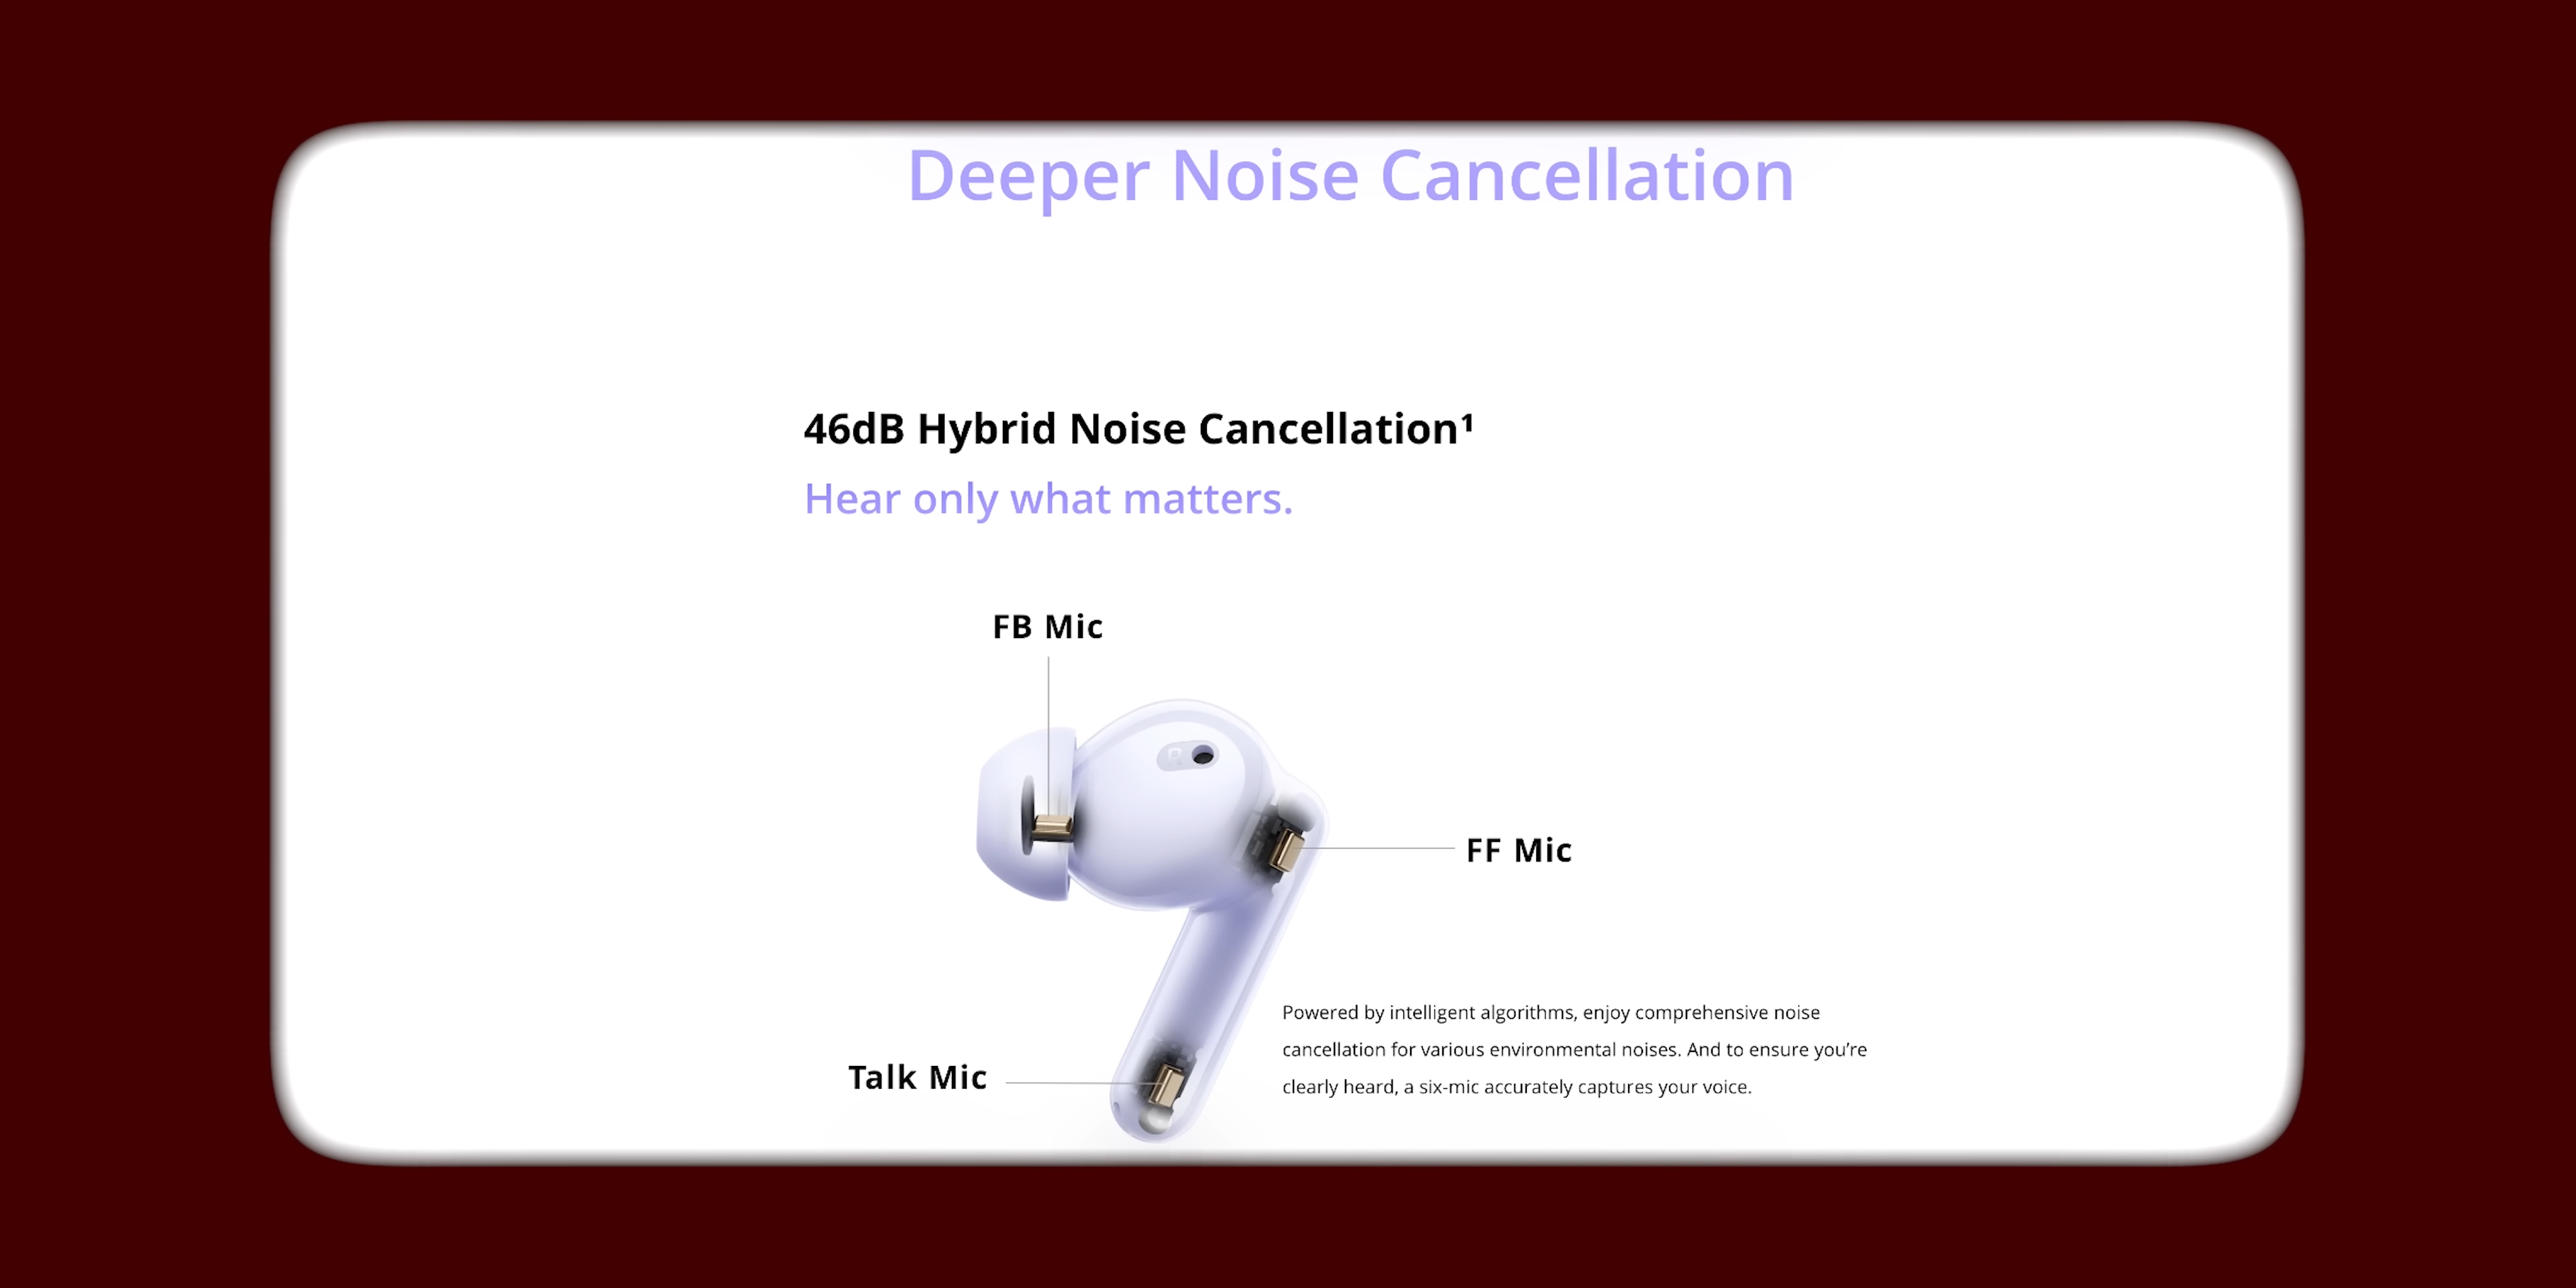 Deeper Noise Cancellation
46dB Hybrid Noise Cancellation¹
Hear only what matters.
FB Mic
FF Mic
Powered by intelligent algorithms, enjoy comprehensive noise
cancellation for various environmental noises. And to ensure you’re
clearly heard, a six-mic accurately captures your voice.
Talk Mic